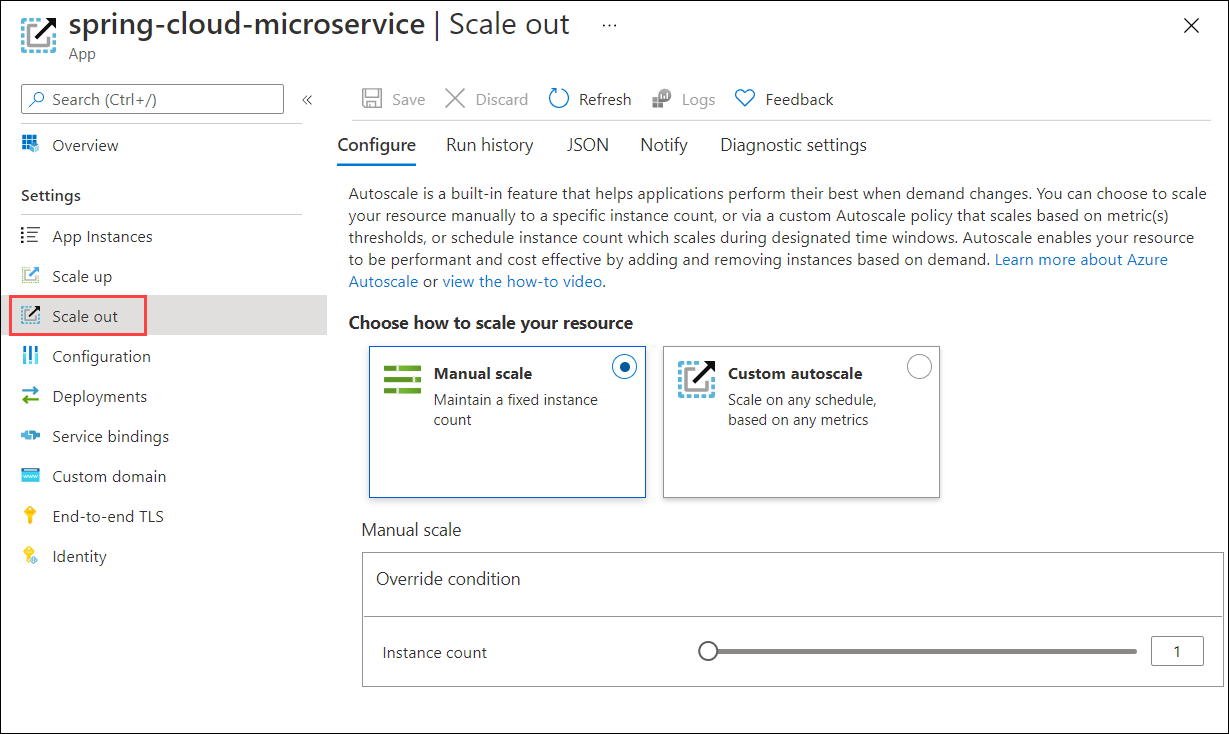 spring-cloud-microservice | Scale out ...
App
Search (Ctrl+/)
«
Save
Discard
Refresh
Logs
Feedback
Overview
Settings
App Instances
Scale up
Scale out
Configuration
Deployments
Service bindings
Custom domain
End-to-end TLS
Identity
Configure
Run history
JSON
Notify
Diagnostic settings
Autoscale is a built-in feature that helps applications perform their best when demand changes. You can choose to scale
your resource manually to a specific instance count, or via a custom Autoscale policy that scales based on metric(s)
thresholds, or schedule instance count which scales during designated time windows. Autoscale enables your resource
to be performant and cost effective by adding and removing instances based on demand. Learn more about Azure
Autoscale or view the how-to video.
Choose how to scale your resource
Manual scale
Maintain a fixed instance
count
Custom autoscale
Scale on any schedule,
based on any metrics
Manual scale
Override condition
Instance count
1